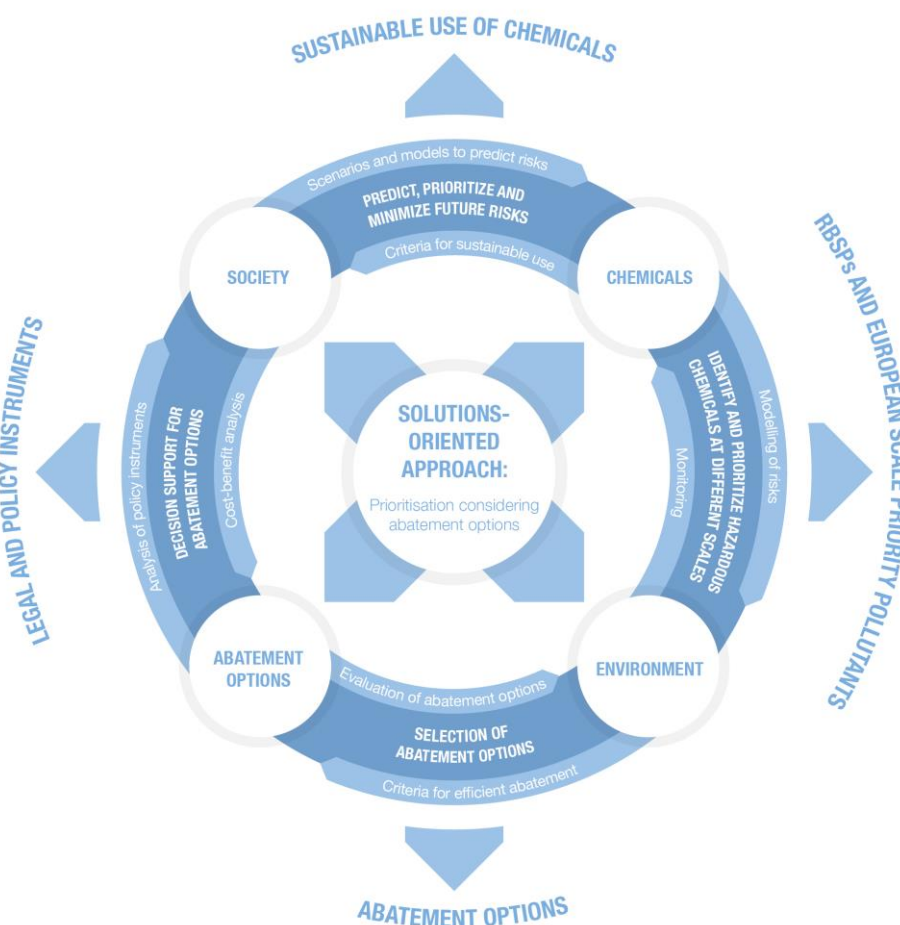 SUSTAINABLE USE OF CHEMICALS
Scenarios and models to predict risks
PREDICT, PRIORITIZE AND
MINIMIZE FUTURE RISKS
Criteria for sustainable use
SOCIETY
CHEMICALS
LEGAL AND POLICY INSTRUMENTS
Analysis of policy instruments
DECISION SUPPORT FOR
ABATEMENT OPTIONS
Cost-benefit analysis
SOLUTIONS-
ORIENTED
APPROACH:
Prioritisation considering
abatement options
Monitoring
IDENTIFY AND PRIORITIZE HAZARDOUS
CHEMICALS AT DIFFERENT SCALES
Modelling of risks
RBSPs AND EUROPEAN SCALE PRIORITY POLLUTANTS
ABATEMENT
OPTIONS
ENVIRONMENT
Evaluation of abatement options
SELECTION OF
ABATEMENT OPTIONS
Criteria for efficient abatement
ABATEMENT OPTIONS